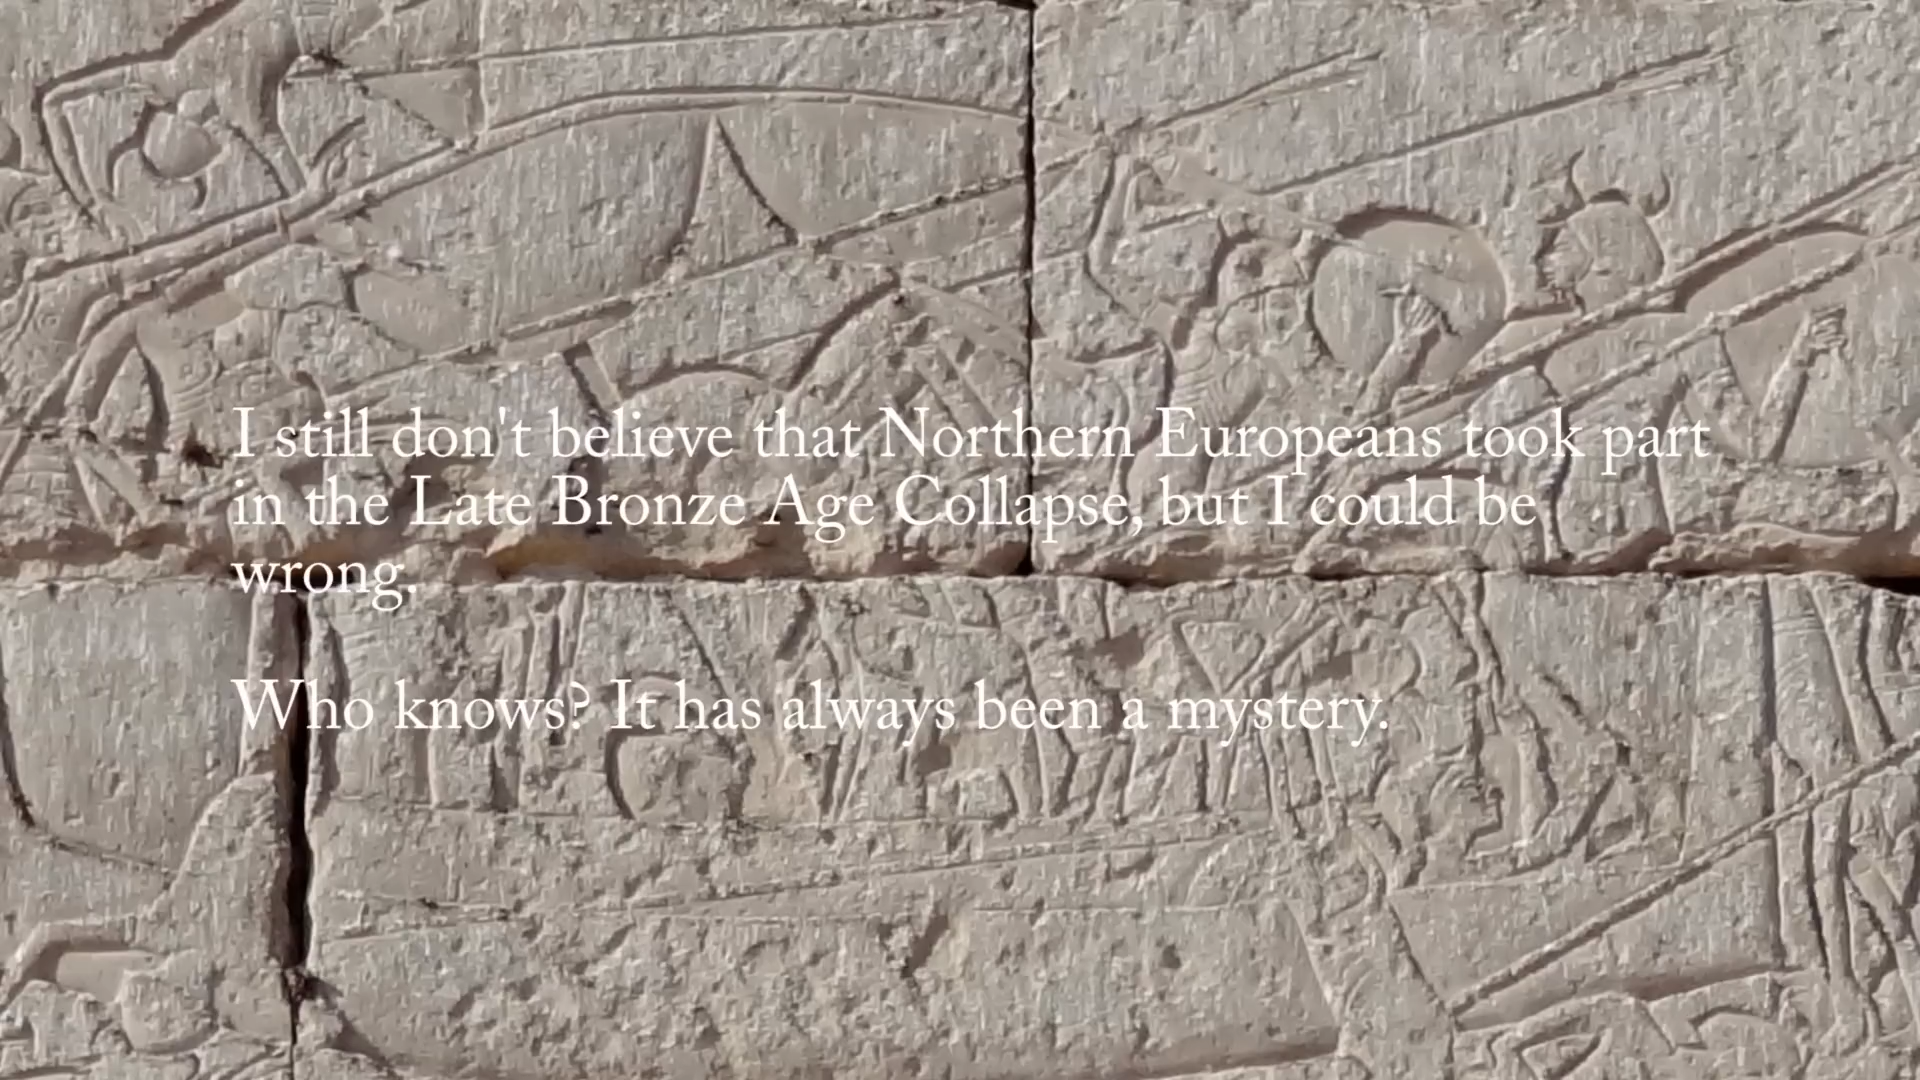 I still don't believe that Northern Europeans took part
in the Late Bronze Age Collapse, but I could be
wrong.
Who knows? It has always been a mystery.